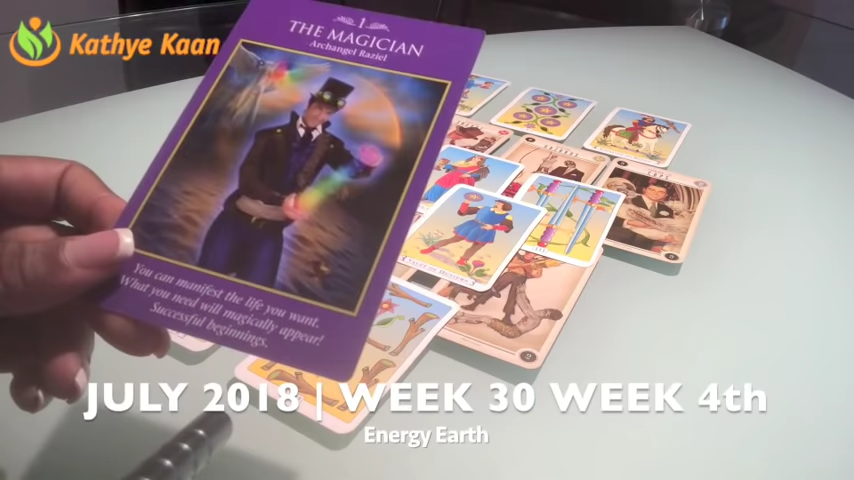 Kathye Kaan
1
THE MAGICIAN
Archangel Raziel
You can manifest the life you want.
What you need will magically appear!
Successful beginnings.
JULY 2018 | WEEK 30 WEEK 4th
Energy Earth